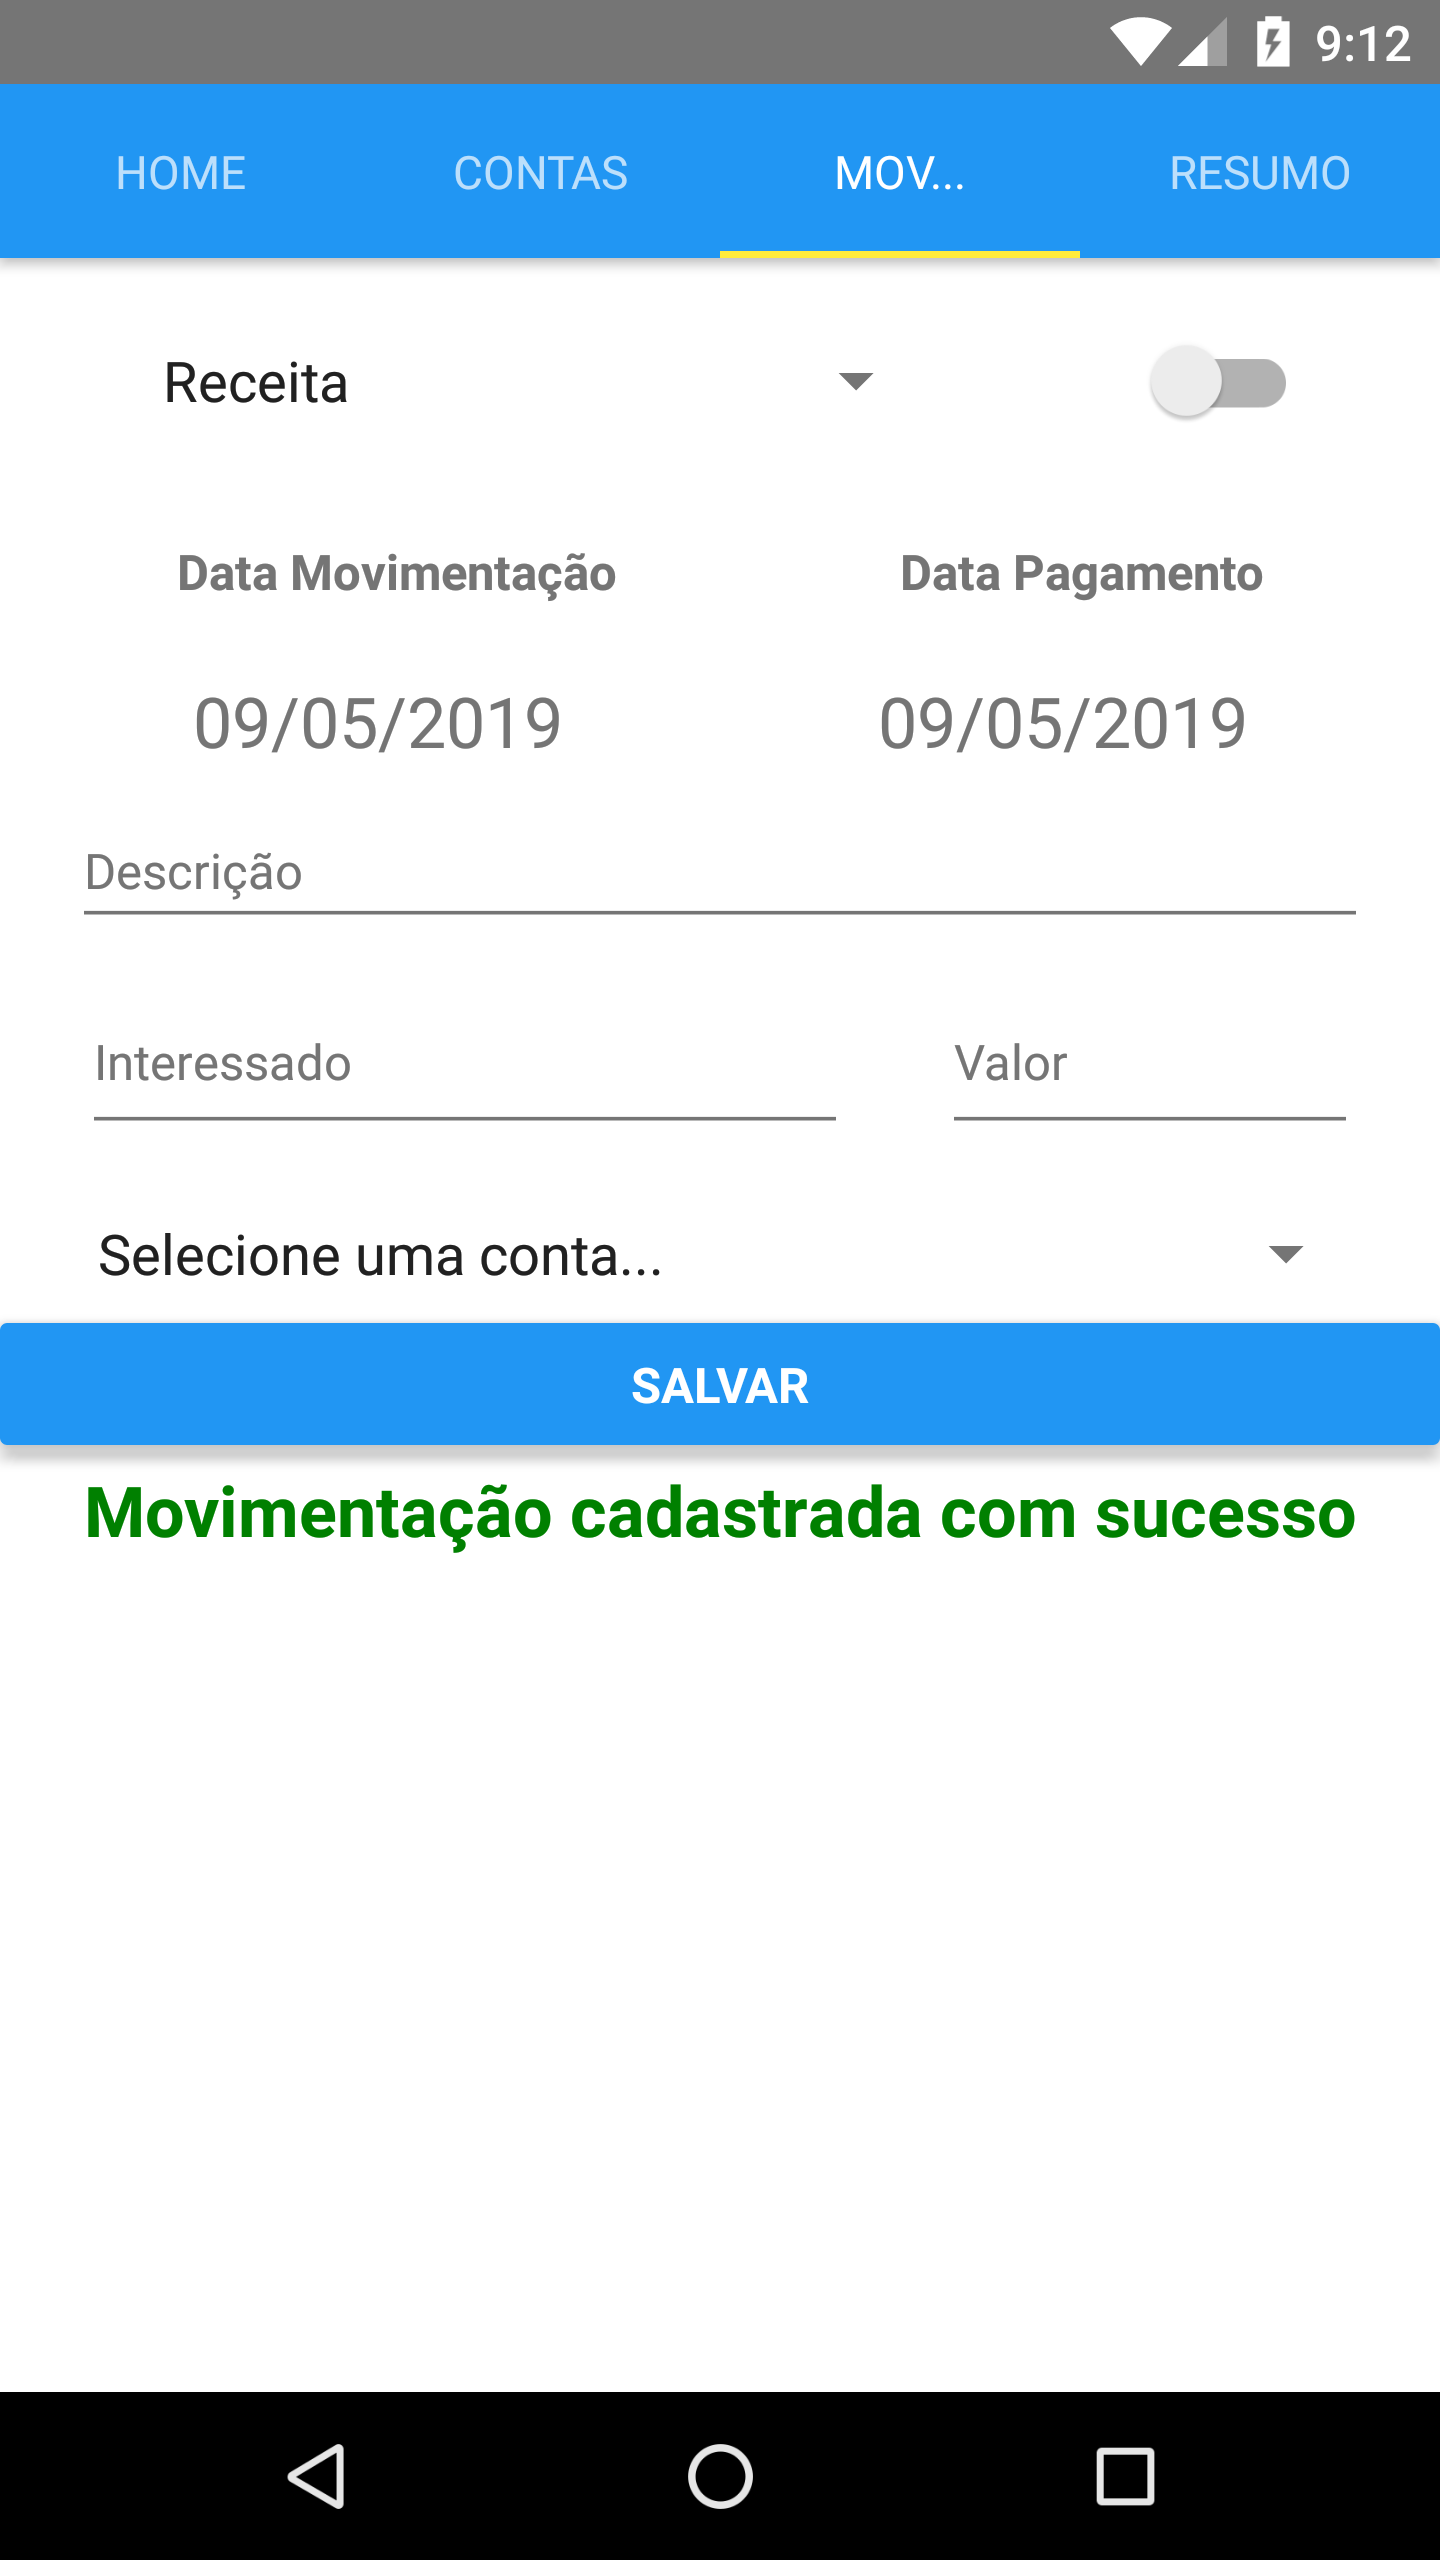 9:12
HOME CONTAS MOV... RESUMO
Receita
Data Movimentação Data Pagamento
09/05/2019 09/05/2019
Descrição
Interessado Valor
Selecione uma conta...
SALVAR
Movimentação cadastrada com sucesso